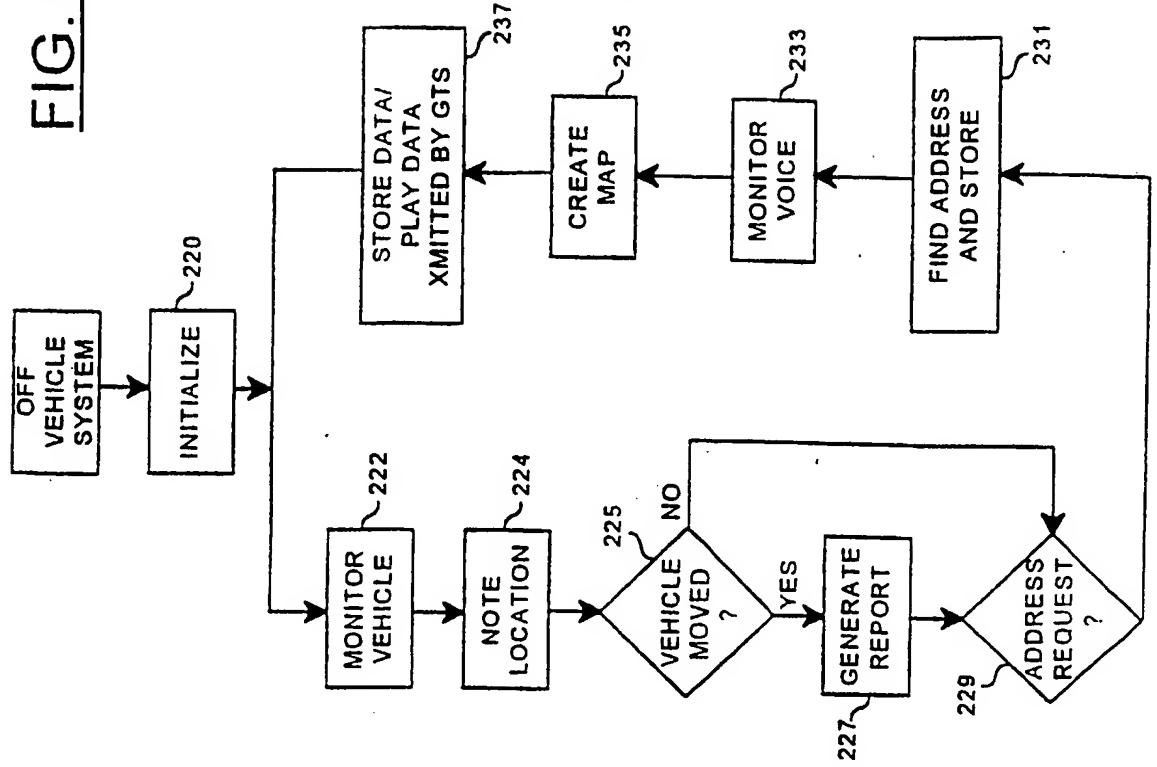 FIG.
OFF
VEHICLE
SYSTEM
220
INITIALIZE
222
MONITOR
VEHICLE
224
NOTE
LOCATION
225
VEHICLE
MOVED
?
NO
YES
227
GENERATE
REPORT
229
ADDRESS
REQUEST
?
231
FIND ADDRESS
AND STORE
233
MONITOR
VOICE
235
CREATE
MAP
237
STORE DATA/
PLAY DATA
XMITTED BY GTS